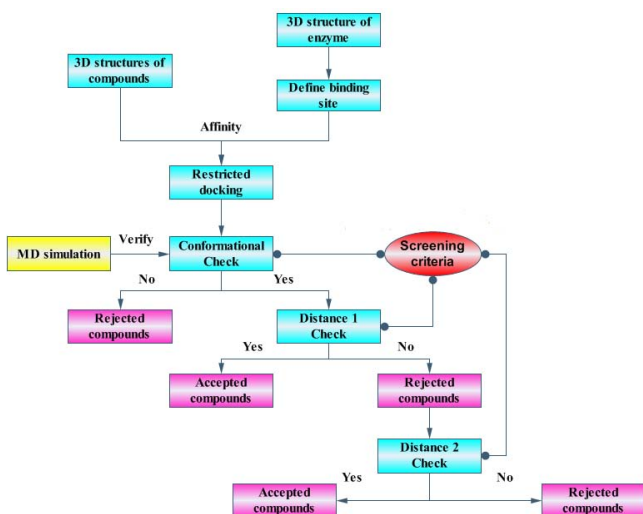 3D structure of
enzyme
3D structures of
compounds
Define binding
site
Affinity
Restricted
docking
MD simulation
Verify
Conformational
Check
Screening
criteria
No
Yes
Rejected
compounds
Distance 1
Check
Yes
No
Accepted
compounds
Rejected
compounds
Distance 2
Check
Yes
No
Accepted
compounds
Rejected
compounds